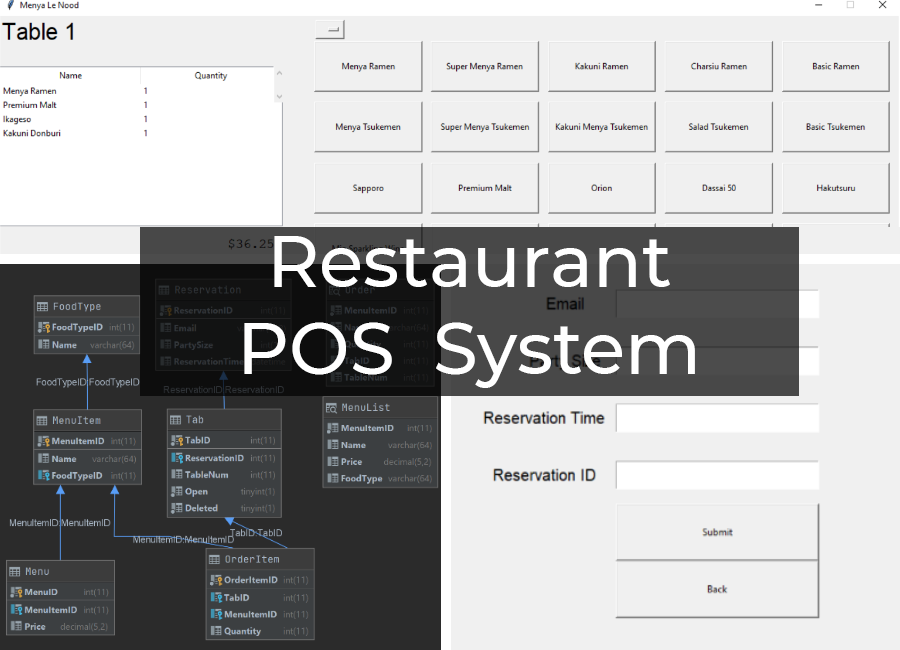 Menya Le Nood
Table 1
Name Quantity
Menya Ramen 1
Premium Malt 1
Ikageso 1
Kakuni Donburi 1
$36.25
Menya Ramen Super Menya Ramen Kakuni Ramen Charsiu Ramen Basic Ramen
Menya Tsukemen Super Menya Tsukemen Kakuni Menya Tsukemen Salad Tsukemen Basic Tsukemen
Sapporo Premium Malt Orion Dassai 50 Hakutsuru
Restaurant
POS System
FoodType
FoodTypeID int(11)
Name varchar(64)
FoodTypeID:FoodTypeID
Reservation
ReservationID int(11)
Email
PartySize
ReservationTime
ReservationID:ReservationID
Order
MenuItemID int(11)
TabID
TableNum int(11)
MenuItem
MenuItemID int(11)
Name varchar(64)
FoodTypeID int(11)
Tab
TabID int(11)
ReservationID int(11)
TableNum int(11)
Open tinyint(1)
Deleted tinyint(1)
MenuList
MenuItemID int(11)
Name varchar(64)
Price decimal(5,2)
FoodType varchar(64)
MenuItemID:MenuItemID
MenuItemID:MenuItemID
TabID:TabID
Menu
MenuID int(11)
MenuItemID int(11)
Price decimal(5,2)
OrderItem
OrderItemID int(11)
TabID int(11)
MenuItemID int(11)
Quantity int(11)
Email
Party Size
Reservation Time
Reservation ID
Submit
Back